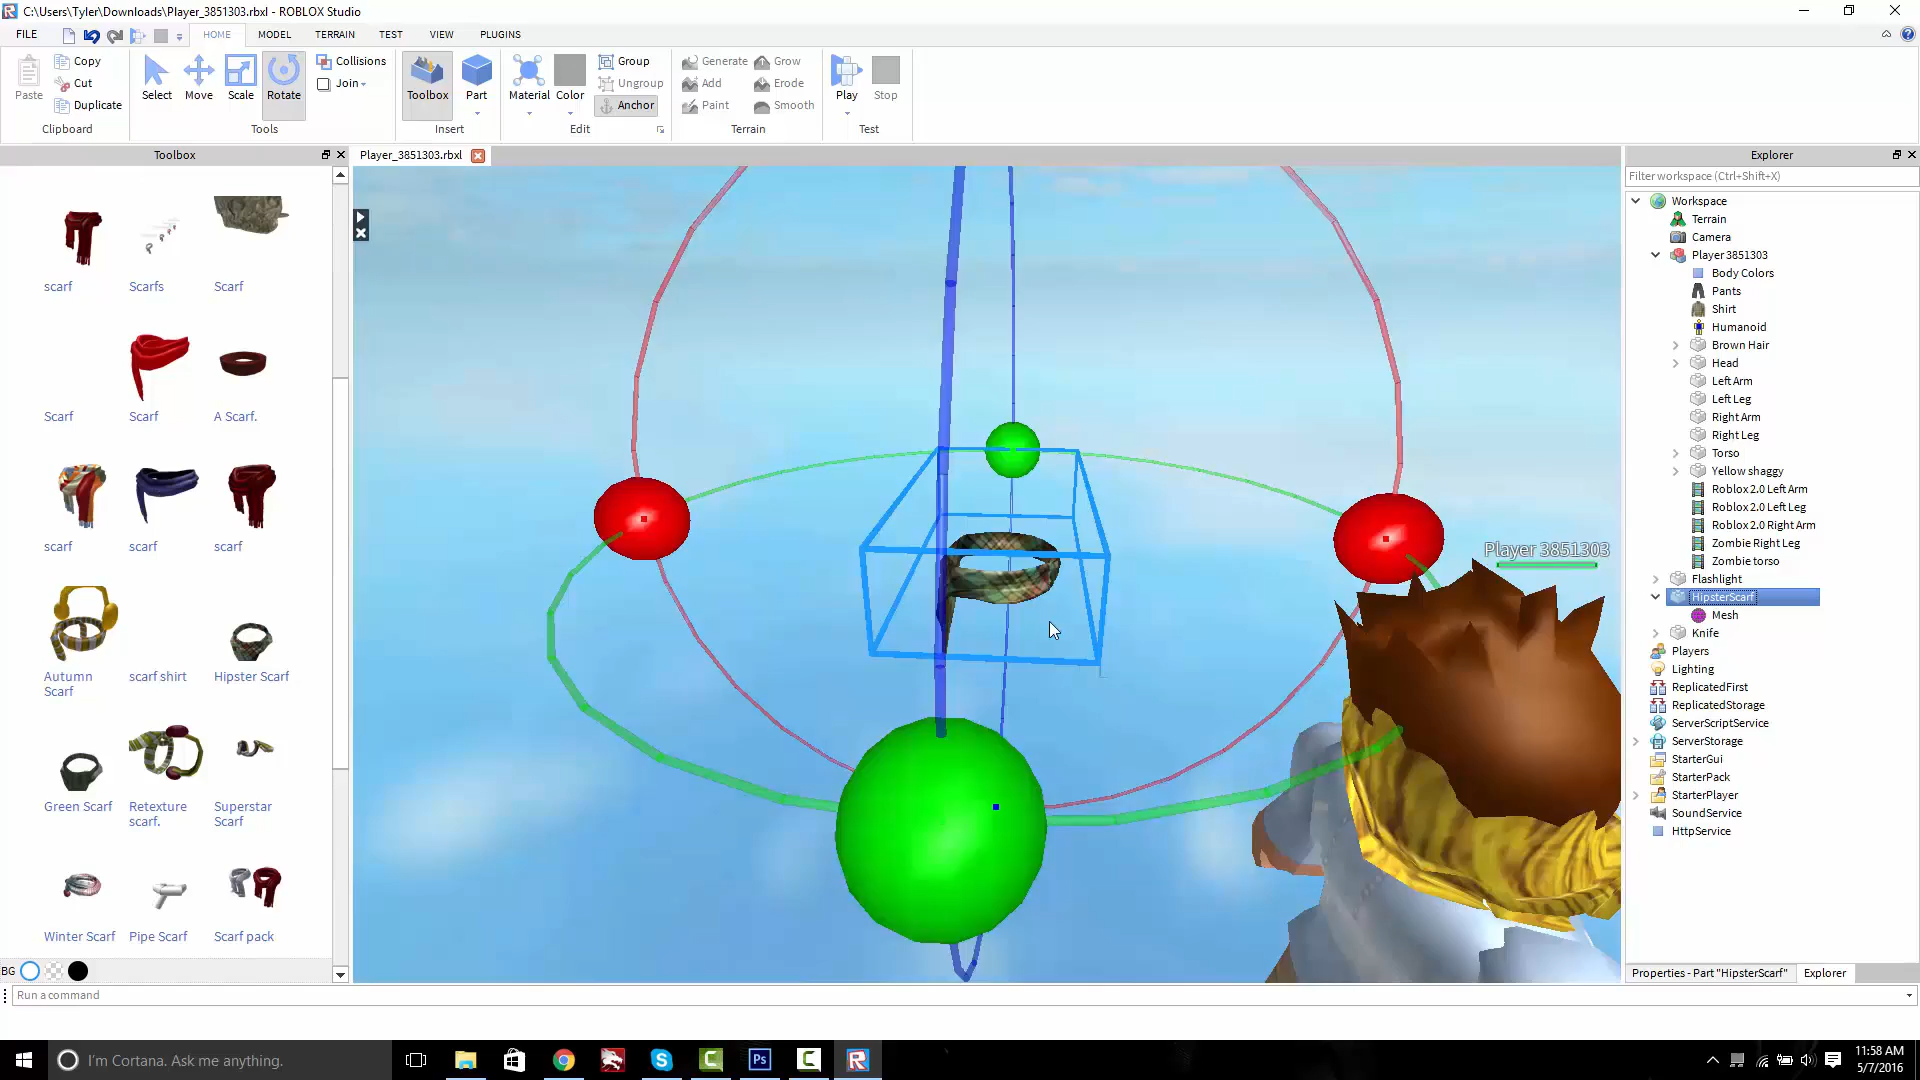 C:\Users\Tyler\Downloads\Player_3851303.rbxl - ROBLOX Studio
FILE HOME MODEL TERRAIN TEST VIEW PLUGINS
Paste Copy Cut Duplicate
Clipboard
Select Move Scale Rotate Collisions Join
Tools
Toolbox Part
Insert
Material Color Group Ungroup Anchor
Edit
Generate Grow
Add Erode
Paint Smooth
Terrain
Play Stop
Test
Toolbox
scarf Scarfs Scarf
Scarf Scarf A Scarf.
scarf scarf scarf
Autumn Scarf scarf shirt Hipster Scarf
Green Scarf Retexture scarf. Superstar Scarf
Winter Scarf Pipe Scarf Scarf pack
BG
Player_3851303.rbxl
Player 3851303
Explorer
Filter workspace (Ctrl+Shift+X)
Workspace
Terrain
Camera
Player 3851303
Body Colors
Pants
Shirt
Humanoid
Brown Hair
Head
Left Arm
Left Leg
Right Arm
Right Leg
Torso
Yellow shaggy
Roblox 2.0 Left Arm
Roblox 2.0 Left Leg
Roblox 2.0 Right Arm
Zombie Right Leg
Zombie torso
Flashlight
HipsterScarf
Mesh
Knife
Players
Lighting
ReplicatedFirst
ReplicatedStorage
ServerScriptService
ServerStorage
StarterGui
StarterPack
StarterPlayer
SoundService
HttpService
Properties - Part "HipsterScarf" Explorer
Run a command
I'm Cortana. Ask me anything.
Ps
11:58 AM
5/7/2016